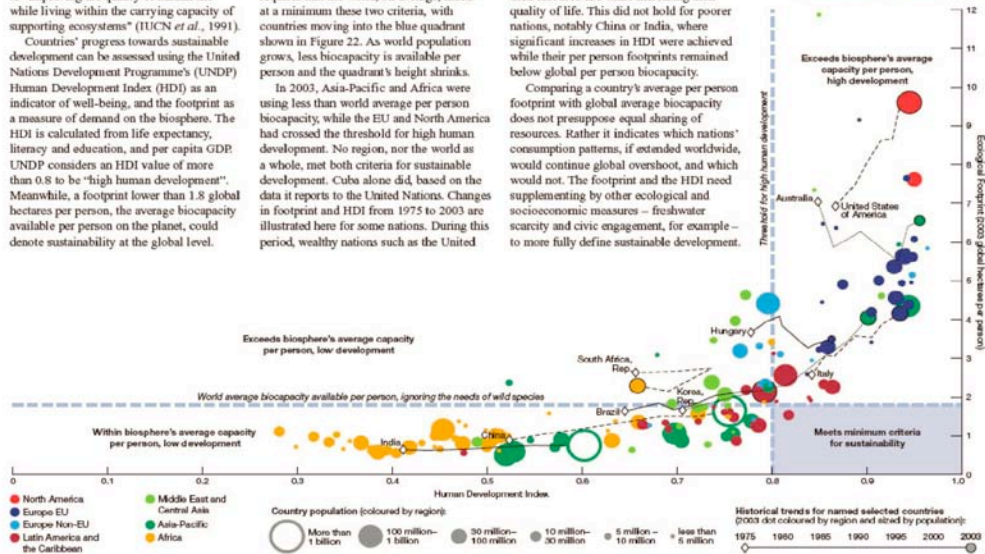 while living within the carrying capacity of
supporting ecosystems" (IUCN et al., 1991).
Countries' progress towards sustainable
development can be assessed using the United
Nations Development Programme's (UNDP)
Human Development Index (HDI) as an
indicator of well-being, and the footprint as
a measure of demand on the biosphere. The
HDI is calculated from life expectancy,
literacy and education, and per capita GDP.
UNDP considers an HDI value of more
than 0.8 to be "high human development".
Meanwhile, a footprint lower than 1.8 global
hectares per person, the average biocapacity
available per person on the planet, could
denote sustainability at the global level.
at a minimum these two criteria, with
countries moving into the blue quadrant
shown in Figure 22. As world population
grows, less biocapacity is available per
person and the quadrant's height shrinks.
In 2003, Asia-Pacific and Africa were
using less than world average per person
biocapacity, while the EU and North America
had crossed the threshold for high human
development. No region, nor the world as
a whole, met both criteria for sustainable
development. Cuba alone did, based on the
data it reports to the United Nations. Changes
in footprint and HDI from 1975 to 2003 are
illustrated here for some nations. During this
period, wealthy nations such as the United
quality of life. This did not hold for poorer
nations, notably China or India, where
significant increases in HDI were achieved
while their per person footprints remained
below global per person biocapacity.
Comparing a country's average per person
footprint with global average biocapacity
does not presuppose equal sharing of
resources. Rather it indicates which nations'
consumption patterns, if extended worldwide,
would continue global overshoot, and which
would not. The footprint and the HDI need
supplementing by other ecological and
socioeconomic measures – freshwater
scarcity and civic engagement, for example –
to more fully define sustainable development.
Threshold for high human development
Exceeds biosphere's average
capacity per person,
high development
12
11
10
9
8
7
6
5
4
3
2
1
0
Ecological Footprint (2003 global hectares per person)
Australia
United States
of America
Hungary
Italy
South Africa,
Rep.
Korea,
Rep.
Brazil
China
India
Exceeds biosphere's average capacity
per person, low development
World average biocapacity available per person, ignoring the needs of wild species
Within biosphere's average capacity
per person, low development
Meets minimum criteria
for sustainability
0
0.1
0.2
0.3
0.4
0.5
0.6
0.7
0.8
0.9
1.0
Human Development Index
North America
Europe EU
Europe Non-EU
Latin America and
the Caribbean
Middle East and
Central Asia
Asia-Pacific
Africa
Country population (coloured by region):
More than
1 billion
100 million–
1 billion
30 million–
100 million
10 million–
30 million
5 million –
10 million
less than
5 million
Historical trends for named selected countries
(2003 dot coloured by region and sized by population):
1975
1980
1985
1990
1995
2000
2003